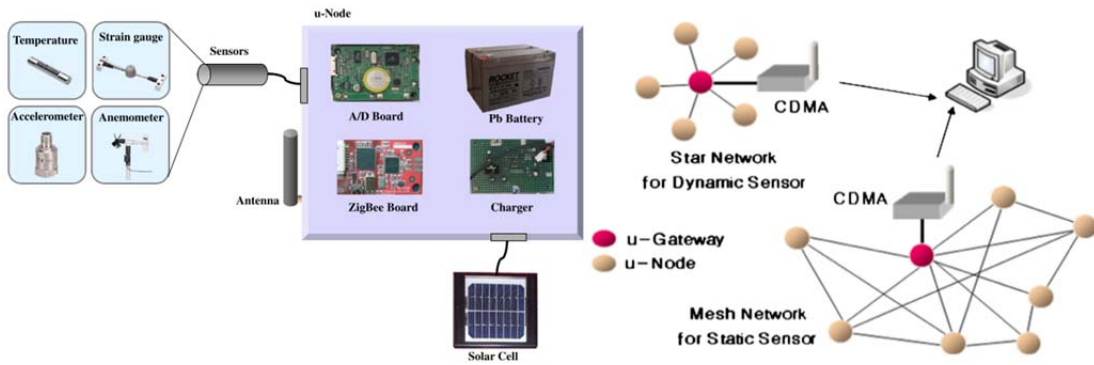 u-Node
Temperature
Strain gauge
Accelerometer
Anemometer
Sensors
Antenna
A/D Board
ROCKET
Pb Battery
ZigBee Board
Charger
Solar Cell
CDMA
Star Network
for Dynamic Sensor
CDMA
u-Gateway
u-Node
Mesh Network
for Static Sensor